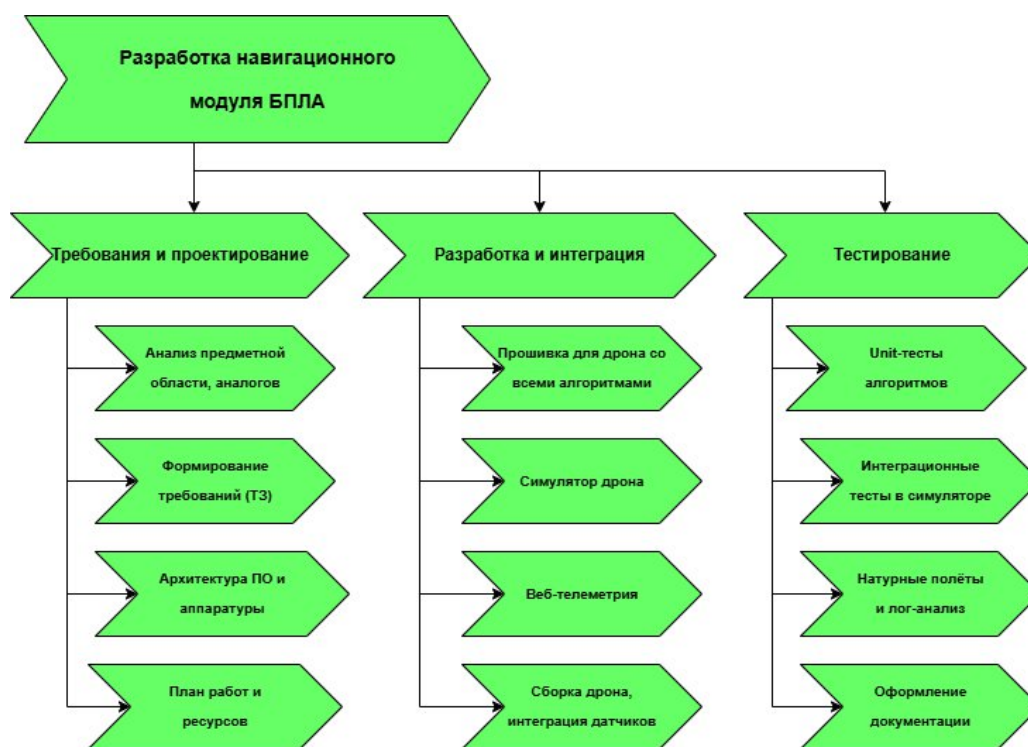 Разработка навигационного
модуля БПЛА
Требования и проектирование
Разработка и интеграция
Тестирование
Анализ предметной
области, аналогов
Прошивка для дрона со
всеми алгоритмами
Unit-тесты
алгоритмов
Формирование
требований (ТЗ)
Симулятор дрона
Интеграционные
тесты в симуляторе
Архитектура ПО и
аппаратуры
Веб-телеметрия
Натурные полёты
и лог-анализ
План работ и
ресурсов
Сборка дрона,
интеграция датчиков
Оформление
документации